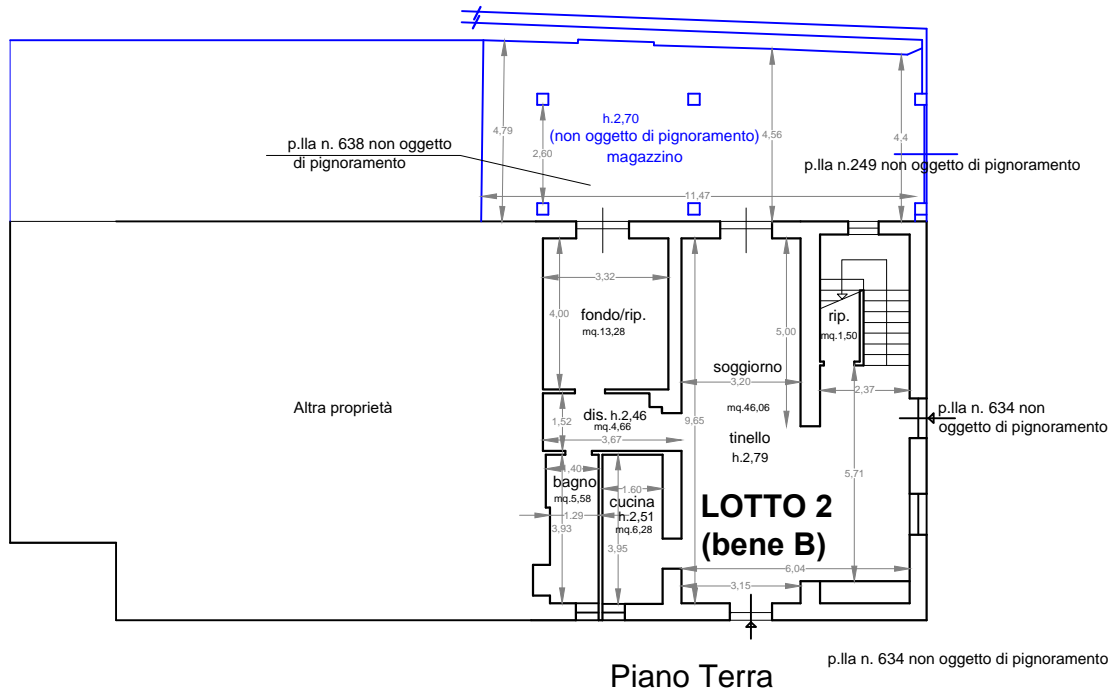 h.2,70
(non oggetto di pignoramento)
magazzino
4,79
2,60
4,56
4,4
11,47
p.lla n. 638 non oggetto
di pignoramento
p.lla n.249 non oggetto di pignoramento
3,32
4,00
fondo/rip.
mq.13,28
5,00
rip.
mq.1,50
soggiorno
3,20
mq.46,06
2,37
Altra proprietà
dis. h.2,46
mq.4,66
1,52
3,67
9,65
tinello
h.2,79
p.lla n. 634 non
oggetto di pignoramento
1,40
bagno
mq.5,58
1.29
3,93
1.60
cucina
h.2,51
mq.6,28
3,95
5,71
LOTTO 2
(bene B)
6,04
3,15
p.lla n. 634 non oggetto di pignoramento
Piano Terra